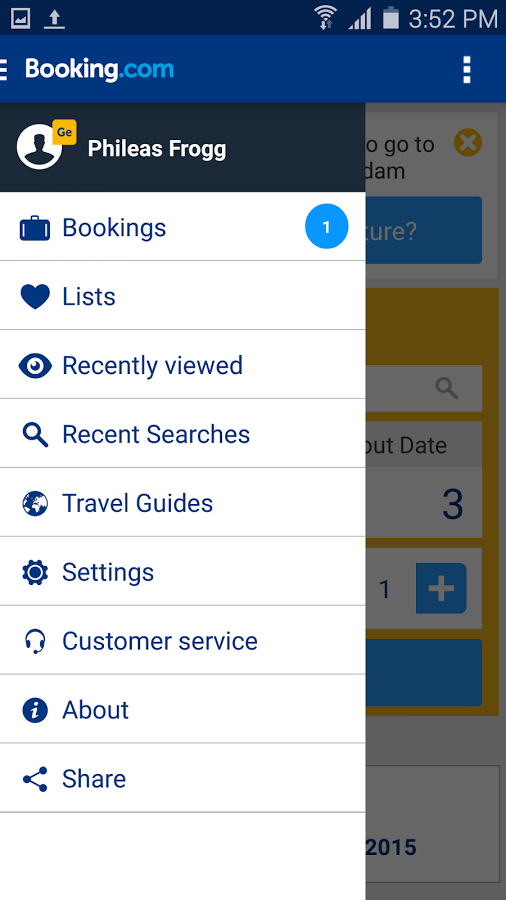 3:52 PM
Booking.com
Ge
Phileas Frogg
Bookings
1
Lists
Recently viewed
Recent Searches
Travel Guides
Settings
Customer service
About
Share
o go to
dam
ture?
out Date
3
1
2015